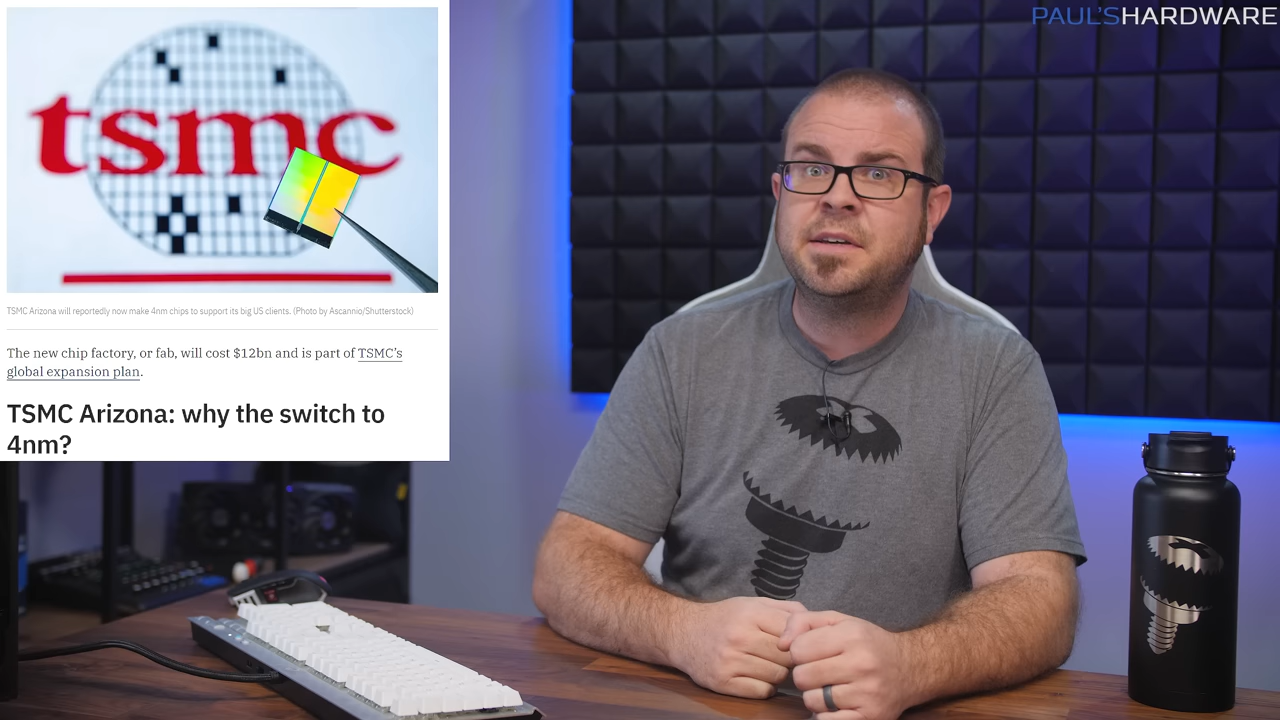 PAUL'SHARDWARE
tsmc
TSMC Arizona will reportedly now make 4nm chips to support its big US clients. (Photo by Ascannio/Shutterstock)
The new chip factory, or fab, will cost $12bn and is part of TSMC's
global expansion plan.
TSMC Arizona: why the switch to
4nm?